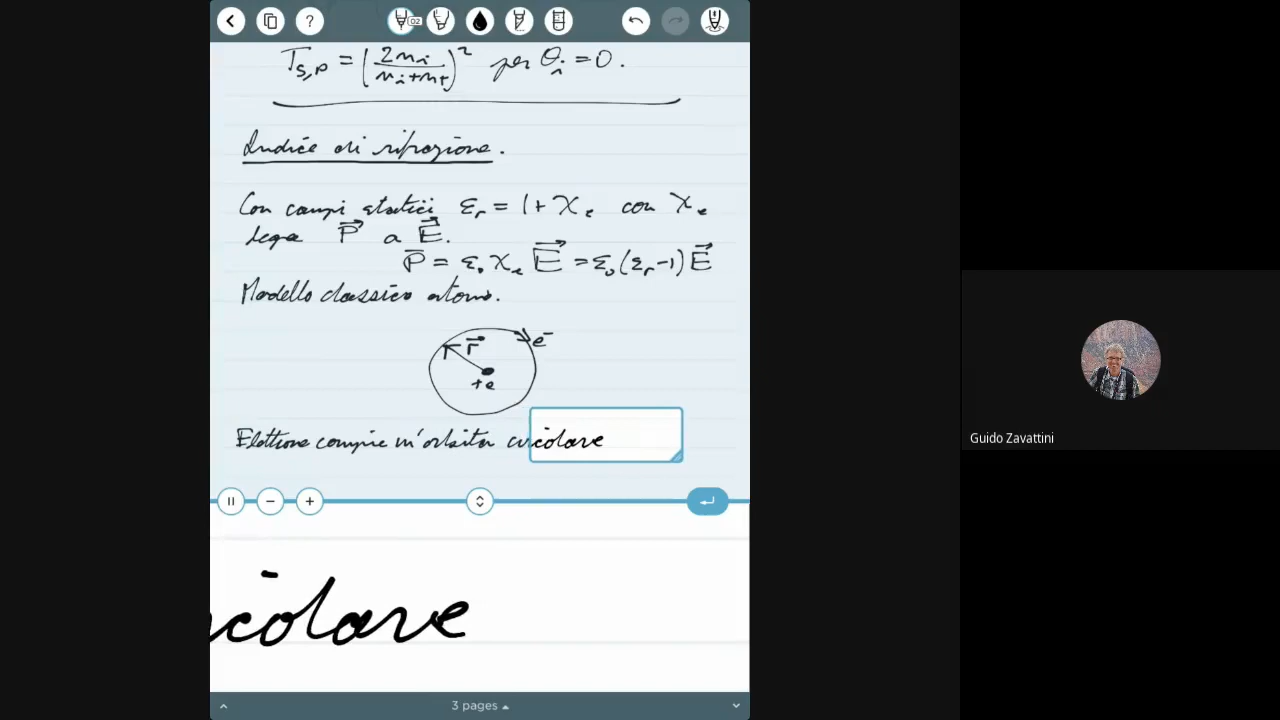 ?
02
T_{s,p} = (2n_i / n_i+n_t)^2 per θ_i = 0.
Indice di rifrazione.
Con campi statici ε_r = 1 + χ_e con χ_e
lega P⃗ a E⃗.
P⃗ = ε_0 χ_e E⃗ = ε_0(ε_r-1)E⃗
Modello classico atomo.
r⃗ e^-
+e
Elettrone compie un'orbita circolare
Guido Zavattini
circolare
3 pages